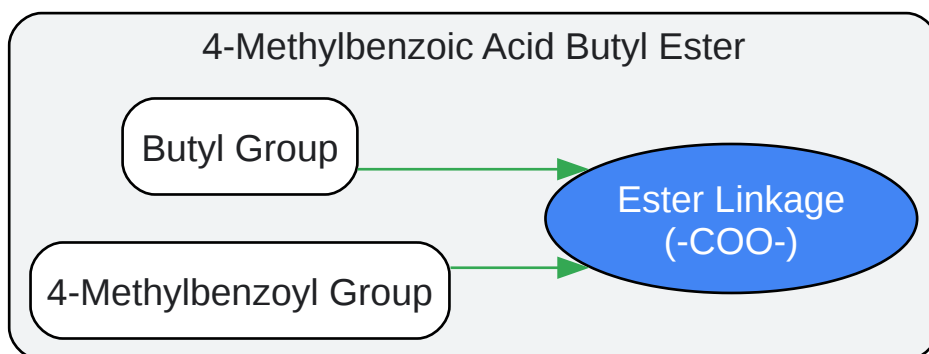 4-Methylbenzoic Acid Butyl Ester
Butyl Group
Ester Linkage
(-COO-)
4-Methylbenzoyl Group